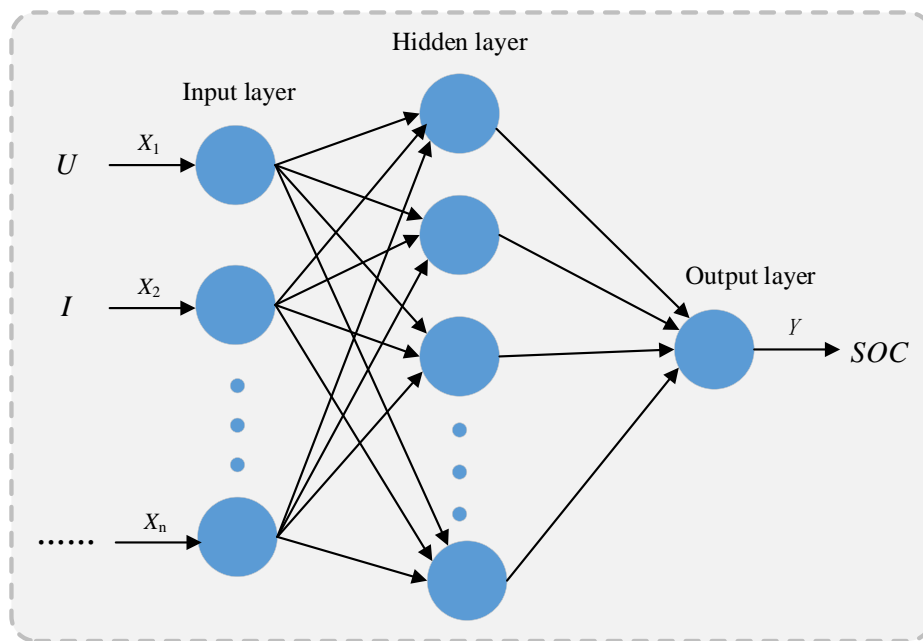 Hidden layer
Input layer
U
X₁
I
X₂
Output layer
Y
SOC
......
Xₙ